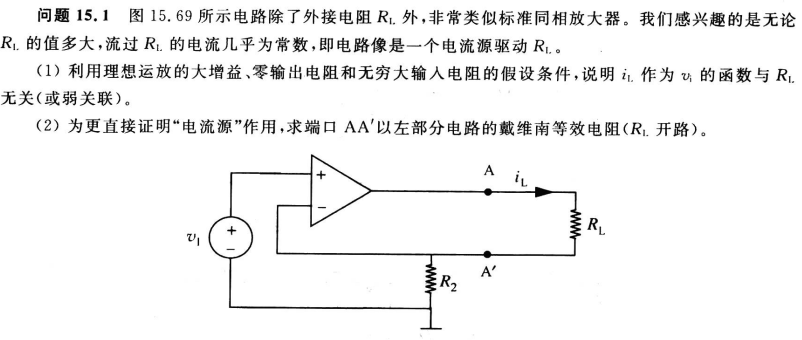 问题 15.1 图 15.69 所示电路除了外接电阻 RL 外,非常类似标准同相放大器。我们感兴趣的是无论
RL 的值多大,流过 RL 的电流几乎为常数,即电路像是一个电流源驱动 RL。
(1) 利用理想运放的大增益、零输出电阻和无穷大输入电阻的假设条件,说明 iL 作为 vI 的函数与 RL
无关(或弱关联)。
(2) 为更直接证明“电流源”作用,求端口 AA′以左部分电路的戴维南等效电阻(RL 开路)。
+
A
iL
−
vI
+
−
RL
A′
R2